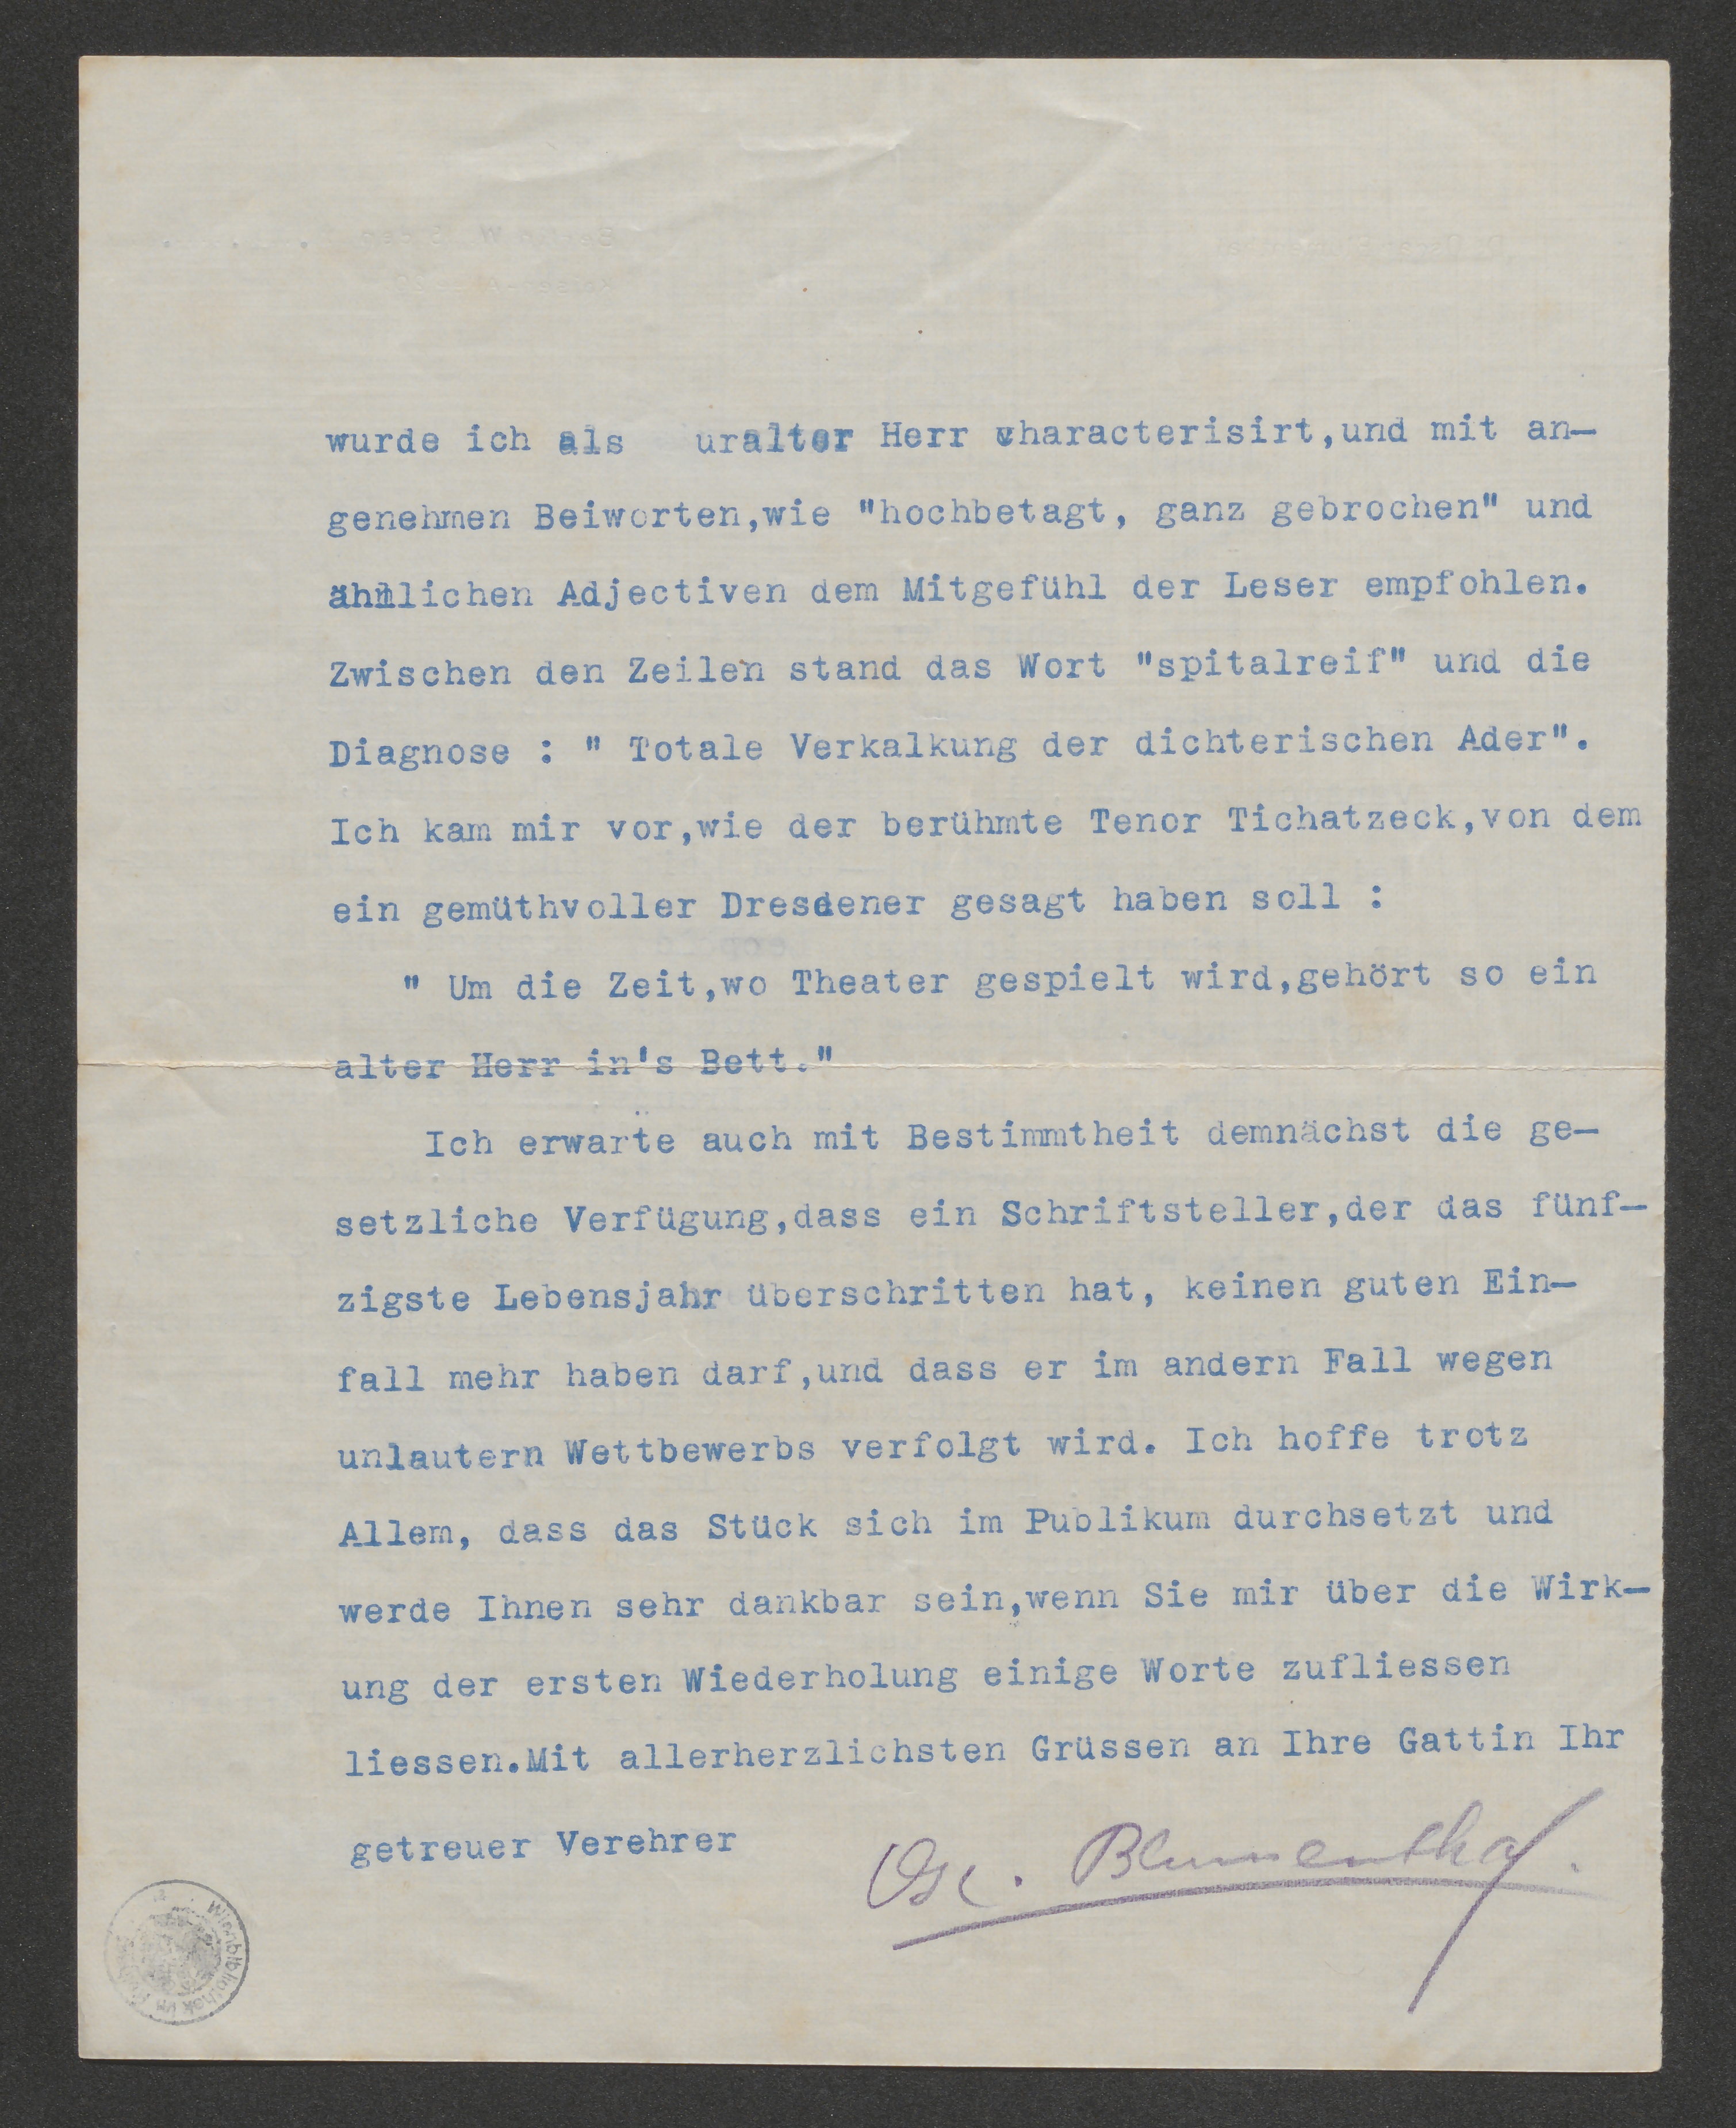 wurde ich als uralter Herr characterisirt,und mit an-
genehmen Beiworten,wie "hochbetagt, ganz gebrochen" und
ähnlichen Adjectiven dem Mitgefühl der Leser empfohlen.
Zwischen den Zeilen stand das Wort "spitalreif" und die
Diagnose : " Totale Verkalkung der dichterischen Ader".
Ich kam mir vor,wie der berühmte Tenor Tichatzeck,von dem
ein gemüthvoller Dresdener gesagt haben soll :
" Um die Zeit,wo Theater gespielt wird,gehört so ein
alter Herr in's Bett."
Ich erwarte auch mit Bestimmtheit demnächst die ge-
setzliche Verfügung,dass ein Schriftsteller,der das fünf-
zigste Lebensjahr überschritten hat, keinen guten Ein-
fall mehr haben darf,und dass er im andern Fall wegen
unlautern Wettbewerbs verfolgt wird. Ich hoffe trotz
Allem, dass das Stück sich im Publikum durchsetzt und
werde Ihnen sehr dankbar sein,wenn Sie mir über die Wirk-
ung der ersten Wiederholung einige Worte zufliessen
liessen.Mit allerherzlichsten Grüssen an Ihre Gattin Ihr
getreuer Verehrer
Osc. Blumenthal.
Wienbibliothek im